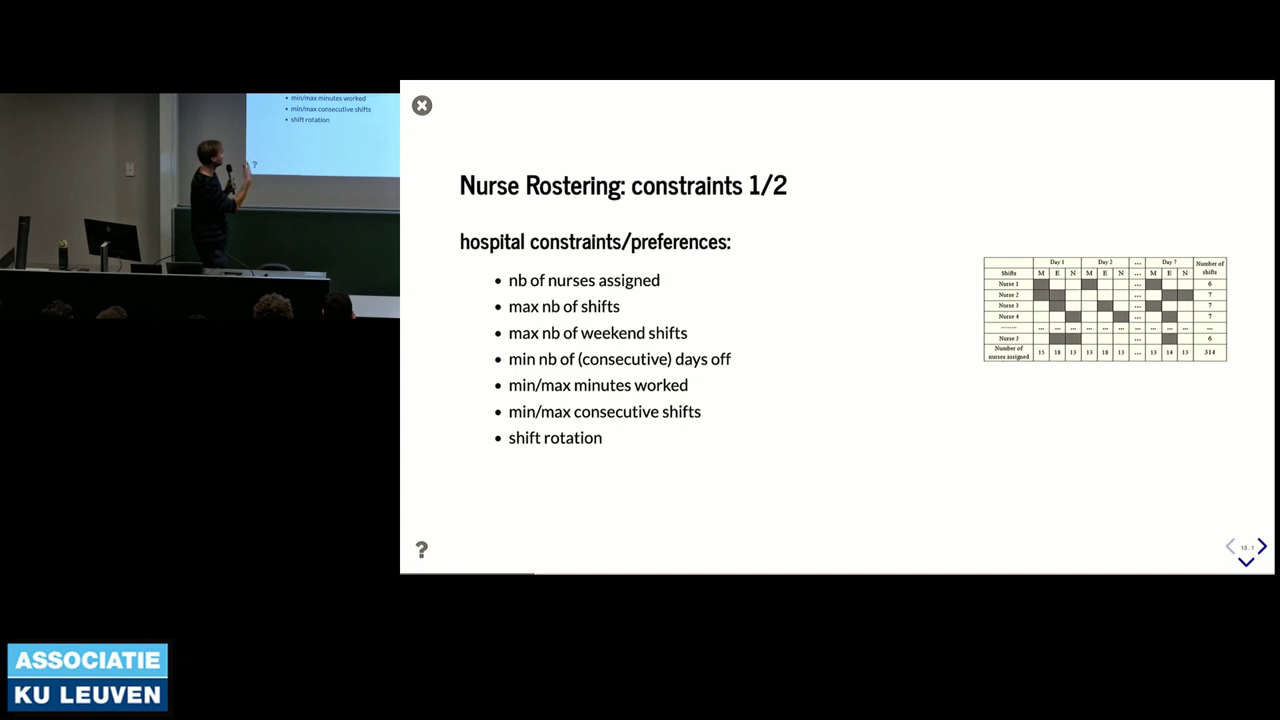 min/max minutes worked
min/max consecutive shifts
shift rotation
?
Nurse Rostering: constraints 1/2
hospital constraints/preferences:
nb of nurses assigned
max nb of shifts
max nb of weekend shifts
min nb of (consecutive) days off
min/max minutes worked
min/max consecutive shifts
shift rotation
Day 1 Day 2 ... Day 7 Number of shifts
Shifts M E N M E N ... M E N
Nurse 1 ... 6
Nurse 2 ... 7
Nurse 3 ... 7
Nurse 4 ... 7
........ ... ... ... ... ... ... ... ... ... ... ...
Nurse J ... 6
Number of nurses assigned 15 18 13 13 18 13 ... 13 14 13 314
?
13.1
ASSOCIATIE
KU LEUVEN